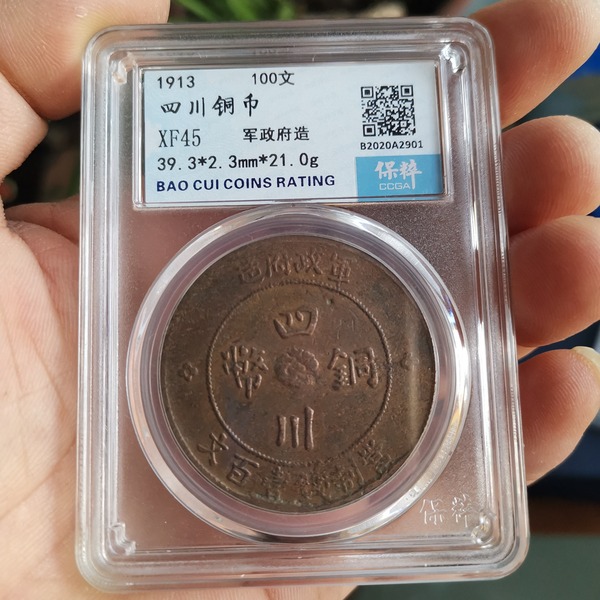 1913 100文
四川铜币
XF45 军政府造
39.3*2.3mm*21.0g
BAO CUI COINS RATING
B2020A2901
保粹
CCGA
造府政軍
四
幣 銅
川
文百一錢制當
保粹